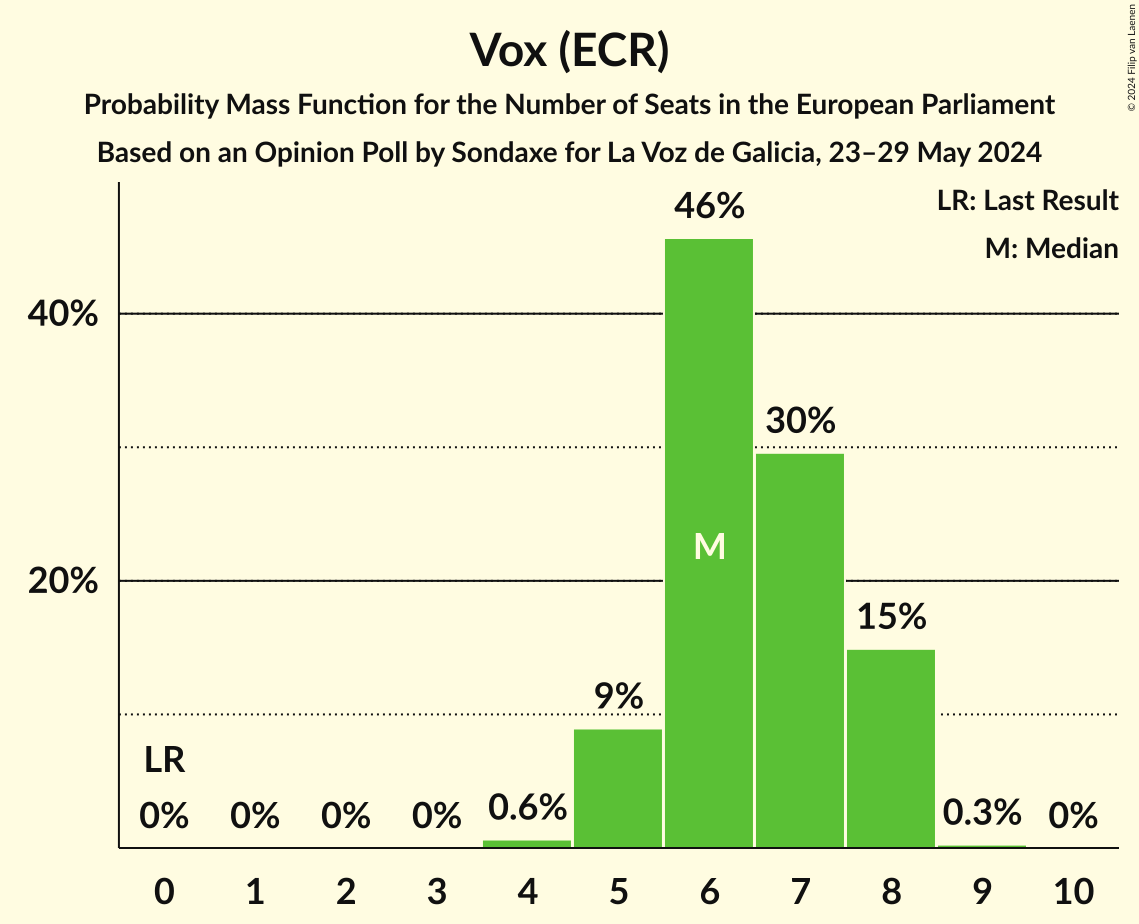 Vox (ECR)
Probability Mass Function for the Number of Seats in the European Parliament
Based on an Opinion Poll by Sondaxe for La Voz de Galicia, 23–29 May 2024
© 2024 Filip van Laenen
LR: Last Result
M: Median
46%
40%
30%
M
20%
15%
9%
LR
0% 0% 0% 0% 0.6% 0.3% 0%
0 1 2 3 4 5 6 7 8 9 10